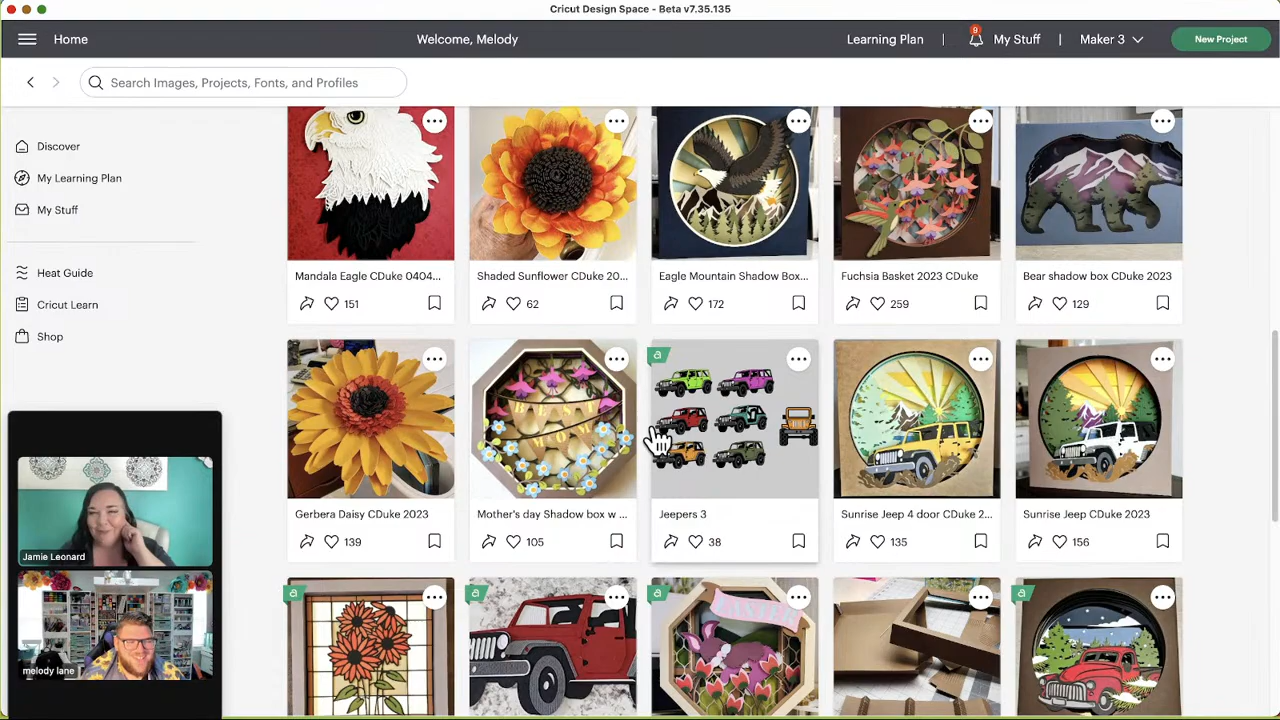 Cricut Design Space - Beta v7.35.135
Home
Welcome, Melody
Learning Plan
9
My Stuff
Maker 3
New Project
Search Images, Projects, Fonts, and Profiles
Discover
My Learning Plan
My Stuff
Heat Guide
Cricut Learn
Shop
Mandala Eagle CDuke 0404...
151
Shaded Sunflower CDuke 20...
62
Eagle Mountain Shadow Box...
172
Fuchsia Basket 2023 CDuke
259
Bear shadow box CDuke 2023
129
BEST
MOM
a
Gerbera Daisy CDuke 2023
139
Mother's day Shadow box w ...
105
Jeepers 3
38
Sunrise Jeep 4 door CDuke 2...
135
Sunrise Jeep CDuke 2023
156
a
a
a
a
Jamie Leonard
melody lane